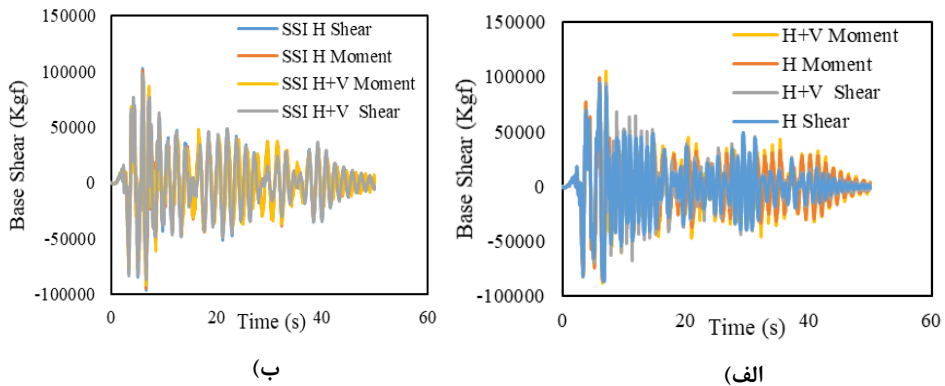 150000
100000
50000
0
-50000
-100000
Base Shear (Kgf)
SSI H Shear
SSI H Moment
SSI H+V Moment
SSI H+V Shear
0
20
40
60
Time (s)
ب)
150000
100000
50000
0
-50000
-100000
Base Shear (Kgf)
H+V Moment
H Moment
H+V Shear
H Shear
0
20
40
60
Time (s)
الف)